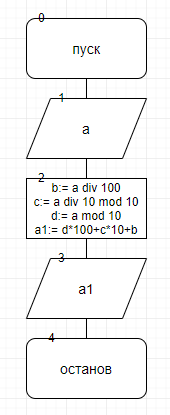 0
пуск
1
a
2
b:= a div 100
c:= a div 10 mod 10
d:= a mod 10
a1:= d*100+c*10+b
3
a1
4
останов